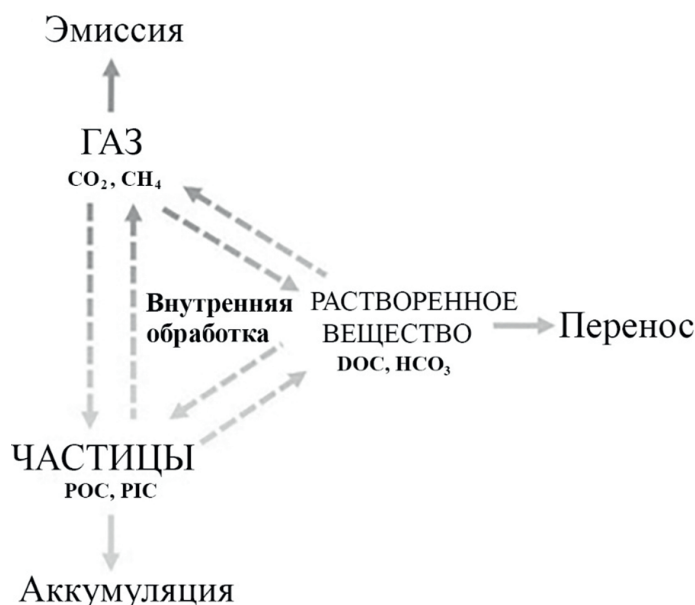 Эмиссия
ГАЗ
CO₂, CH₄
Внутренняя
обработка
РАСТВОРЕННОЕ
ВЕЩЕСТВО
DOC, HCO₃
Перенос
ЧАСТИЦЫ
POC, PIC
Аккумуляция